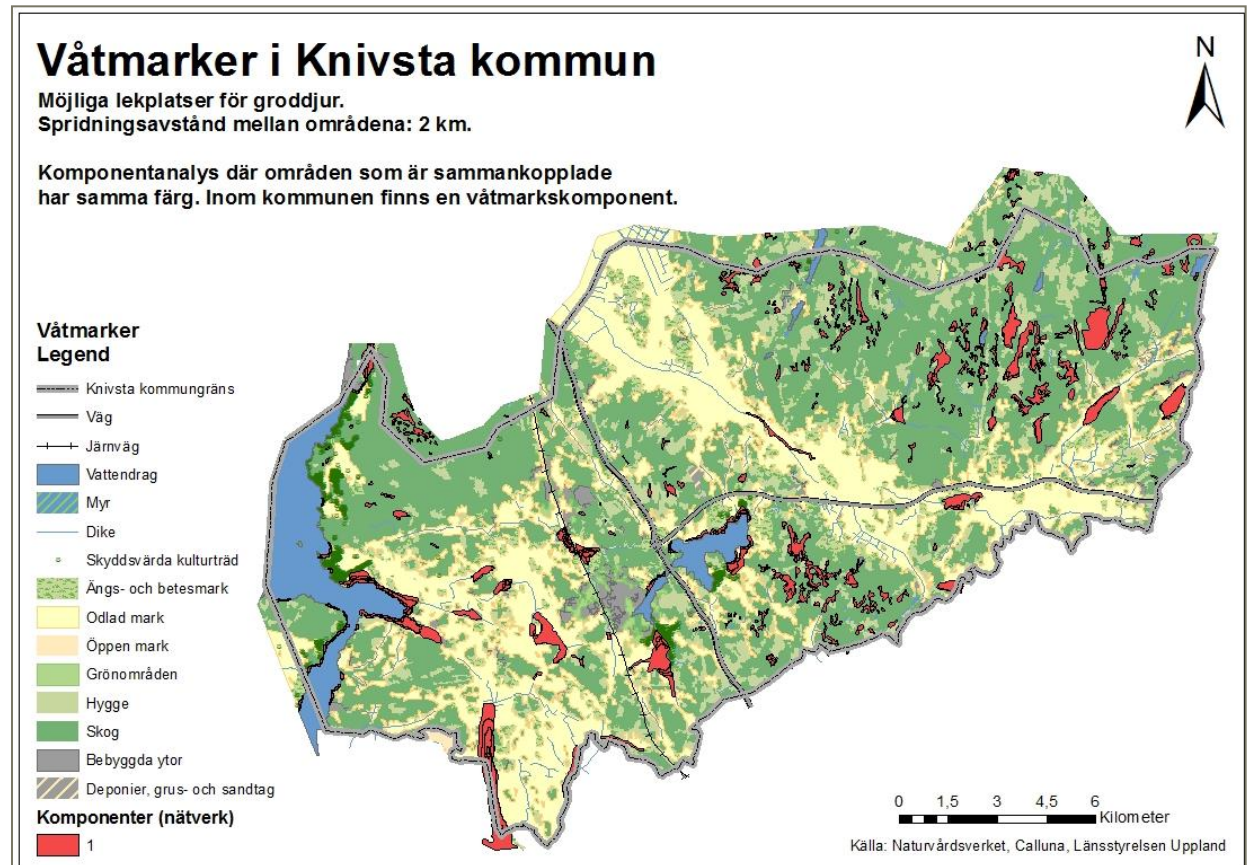 Våtmarker i Knivsta kommun
N
Möjliga lekplatser för groddjur.
Spridningsavstånd mellan områdena: 2 km.
Komponentanalys där områden som är sammankopplade
har samma färg. Inom kommunen finns en våtmarkskomponent.
Våtmarker
Legend
Knivsta kommungräns
Väg
Järnväg
Vattendrag
Myr
Dike
Skyddsvärda kulturträd
Ängs- och betesmark
Odlad mark
Öppen mark
Grönområden
Hygge
Skog
Bebyggda ytor
Deponier, grus- och sandtag
Komponenter (nätverk)
1
0 1,5 3 4,5 6
Kilometer
Källa: Naturvårdsverket, Calluna, Länsstyrelsen Uppland